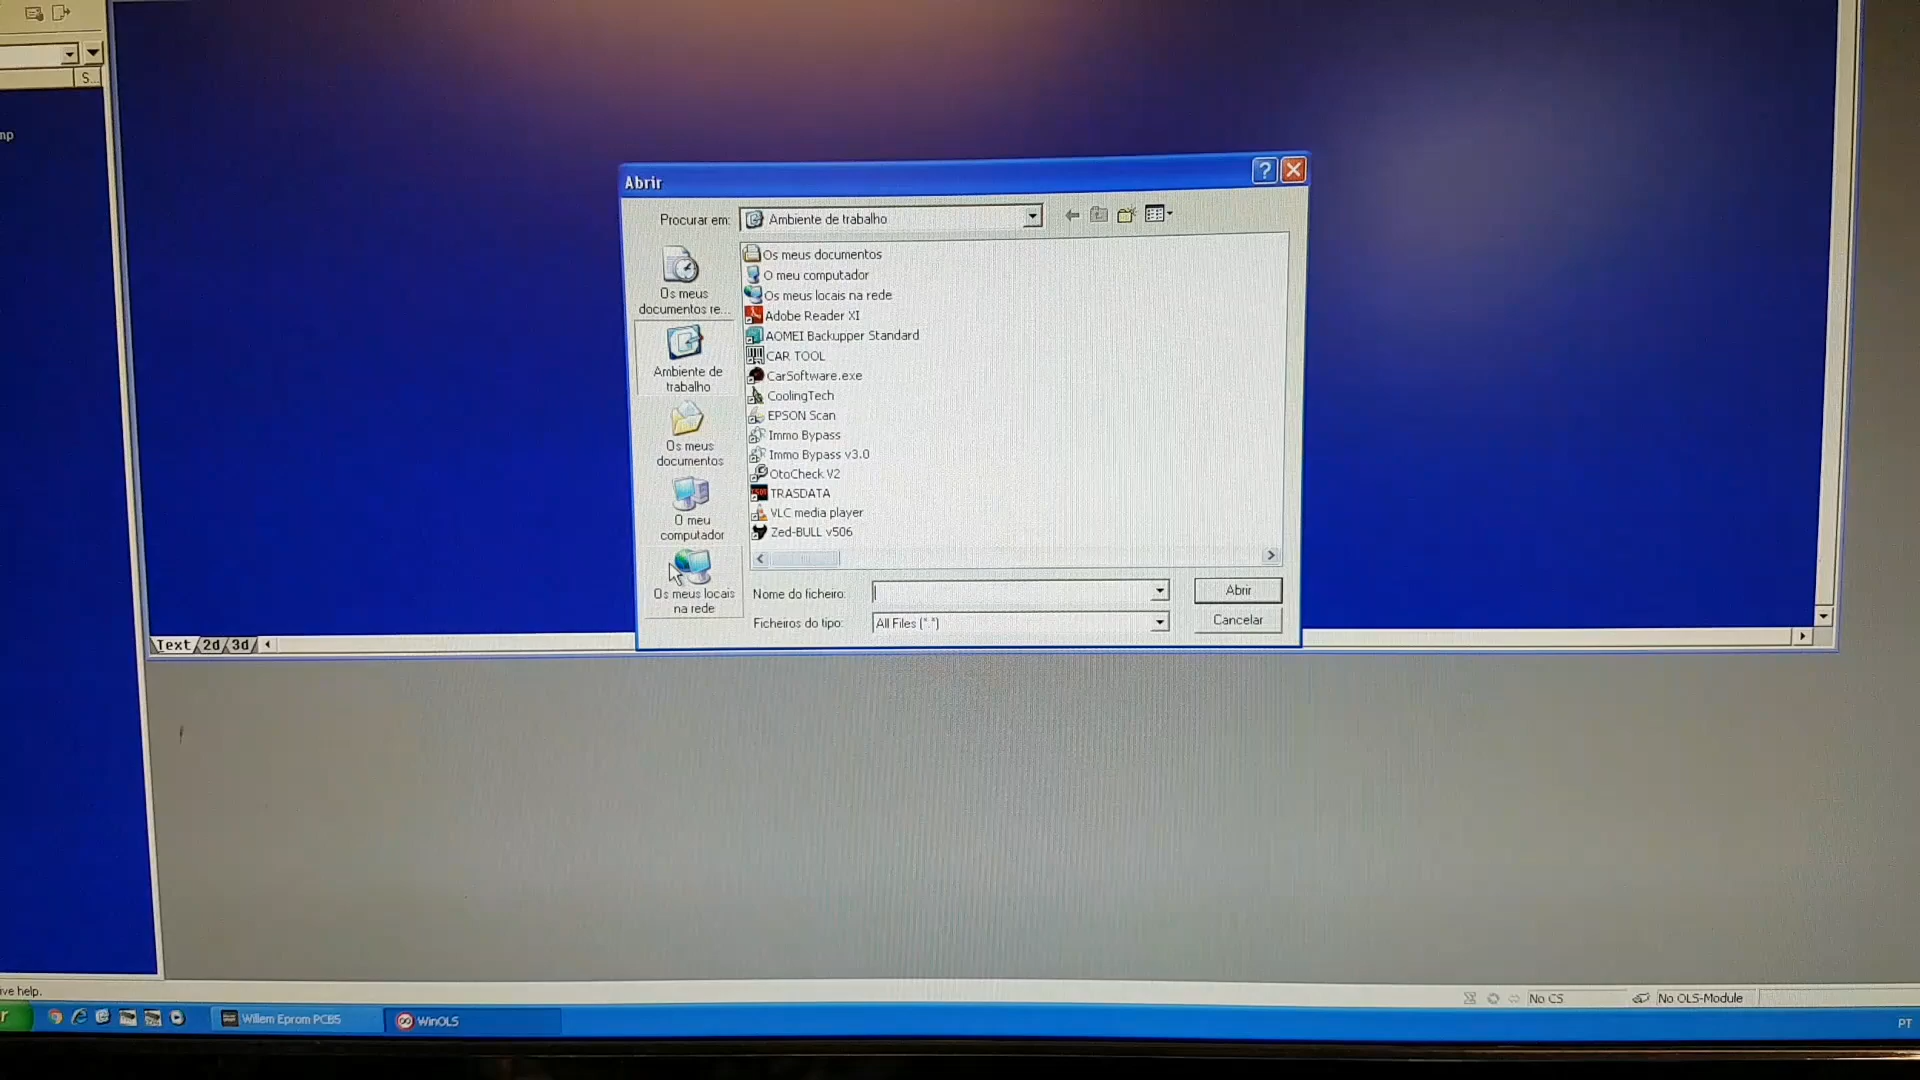 S...
mp
Abrir
Procurar em:
Ambiente de trabalho
Os meus
documentos re...
Ambiente de
trabalho
Os meus
documentos
O meu
computador
Os meus locais
na rede
Os meus documentos
O meu computador
Os meus locais na rede
Adobe Reader XI
AOMEI Backupper Standard
CAR TOOL
CarSoftware.exe
CoolingTech
EPSON Scan
Immo Bypass
Immo Bypass v3.0
OtoCheck V2
TRASDATA
VLC media player
Zed-BULL v506
Nome do ficheiro:
Abrir
Ficheiros do tipo:
All Files (*.*)
Cancelar
Text 2d 3d
ive help.
No CS
No OLS-Module
r
Willem Eprom PCB5
WinOLS
PT